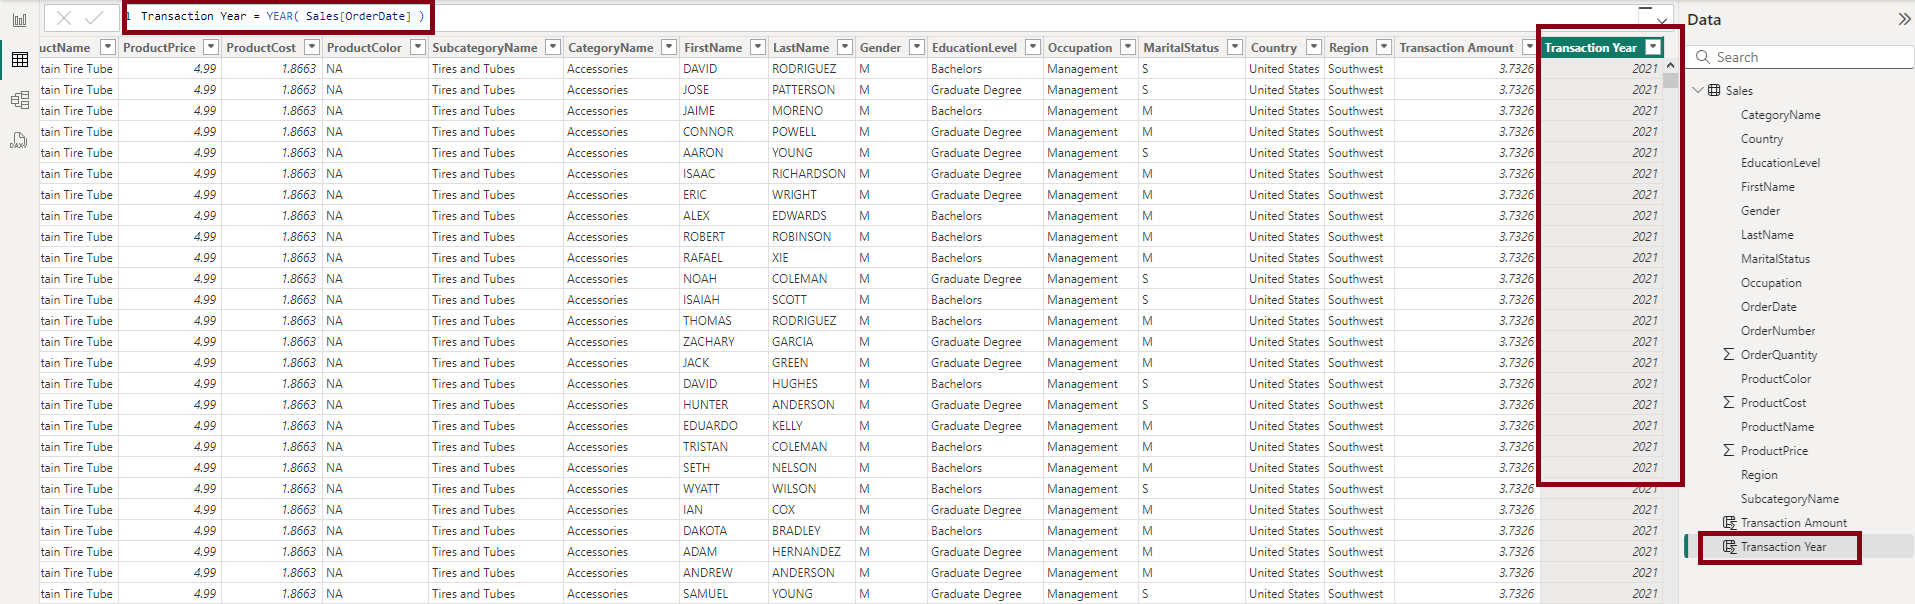 1 Transaction Year = YEAR( Sales[OrderDate] )
Data
ductName ProductPrice ProductCost ProductColor SubcategoryName CategoryName FirstName LastName Gender EducationLevel Occupation MaritalStatus Country Region Transaction Amount Transaction Year
tain Tire Tube 4.99 1.8663 NA Tires and Tubes Accessories DAVID RODRIGUEZ M Bachelors Management S United States Southwest 3.7326 2021
tain Tire Tube 4.99 1.8663 NA Tires and Tubes Accessories JOSE PATTERSON M Graduate Degree Management S United States Southwest 3.7326 2021
tain Tire Tube 4.99 1.8663 NA Tires and Tubes Accessories JAIME MORENO M Bachelors Management M United States Southwest 3.7326 2021
tain Tire Tube 4.99 1.8663 NA Tires and Tubes Accessories CONNOR POWELL M Graduate Degree Management M United States Southwest 3.7326 2021
tain Tire Tube 4.99 1.8663 NA Tires and Tubes Accessories AARON YOUNG M Graduate Degree Management S United States Southwest 3.7326 2021
tain Tire Tube 4.99 1.8663 NA Tires and Tubes Accessories ISAAC RICHARDSON M Graduate Degree Management M United States Southwest 3.7326 2021
tain Tire Tube 4.99 1.8663 NA Tires and Tubes Accessories ERIC WRIGHT M Graduate Degree Management M United States Southwest 3.7326 2021
tain Tire Tube 4.99 1.8663 NA Tires and Tubes Accessories ALEX EDWARDS M Bachelors Management M United States Southwest 3.7326 2021
tain Tire Tube 4.99 1.8663 NA Tires and Tubes Accessories ROBERT ROBINSON M Bachelors Management M United States Southwest 3.7326 2021
tain Tire Tube 4.99 1.8663 NA Tires and Tubes Accessories RAFAEL XIE M Bachelors Management M United States Southwest 3.7326 2021
tain Tire Tube 4.99 1.8663 NA Tires and Tubes Accessories NOAH COLEMAN M Graduate Degree Management S United States Southwest 3.7326 2021
tain Tire Tube 4.99 1.8663 NA Tires and Tubes Accessories ISAIAH SCOTT M Bachelors Management S United States Southwest 3.7326 2021
tain Tire Tube 4.99 1.8663 NA Tires and Tubes Accessories THOMAS RODRIGUEZ M Bachelors Management M United States Southwest 3.7326 2021
tain Tire Tube 4.99 1.8663 NA Tires and Tubes Accessories ZACHARY GARCIA M Graduate Degree Management M United States Southwest 3.7326 2021
tain Tire Tube 4.99 1.8663 NA Tires and Tubes Accessories JACK GREEN M Graduate Degree Management M United States Southwest 3.7326 2021
tain Tire Tube 4.99 1.8663 NA Tires and Tubes Accessories DAVID HUGHES M Bachelors Management S United States Southwest 3.7326 2021
tain Tire Tube 4.99 1.8663 NA Tires and Tubes Accessories HUNTER ANDERSON M Graduate Degree Management S United States Southwest 3.7326 2021
tain Tire Tube 4.99 1.8663 NA Tires and Tubes Accessories EDUARDO KELLY M Graduate Degree Management M United States Southwest 3.7326 2021
tain Tire Tube 4.99 1.8663 NA Tires and Tubes Accessories TRISTAN COLEMAN M Bachelors Management M United States Southwest 3.7326 2021
tain Tire Tube 4.99 1.8663 NA Tires and Tubes Accessories SETH NELSON M Bachelors Management M United States Southwest 3.7326 2021
tain Tire Tube 4.99 1.8663 NA Tires and Tubes Accessories WYATT WILSON M Bachelors Management S United States Southwest 3.7326 2021
tain Tire Tube 4.99 1.8663 NA Tires and Tubes Accessories IAN COX M Graduate Degree Management M United States Southwest 3.7326 2021
tain Tire Tube 4.99 1.8663 NA Tires and Tubes Accessories DAKOTA BRADLEY M Bachelors Management M United States Southwest 3.7326 2021
tain Tire Tube 4.99 1.8663 NA Tires and Tubes Accessories ADAM HERNANDEZ M Graduate Degree Management M United States Southwest 3.7326 2021
tain Tire Tube 4.99 1.8663 NA Tires and Tubes Accessories ANDREW ANDERSON M Graduate Degree Management M United States Southwest 3.7326 2021
tain Tire Tube 4.99 1.8663 NA Tires and Tubes Accessories SAMUEL YOUNG M Graduate Degree Management S United States Southwest 3.7326 2021
Search
Sales
CategoryName
Country
EducationLevel
FirstName
Gender
LastName
MaritalStatus
Occupation
OrderDate
OrderNumber
Σ OrderQuantity
ProductColor
Σ ProductCost
ProductName
Σ ProductPrice
Region
SubcategoryName
Transaction Amount
Transaction Year
DAX